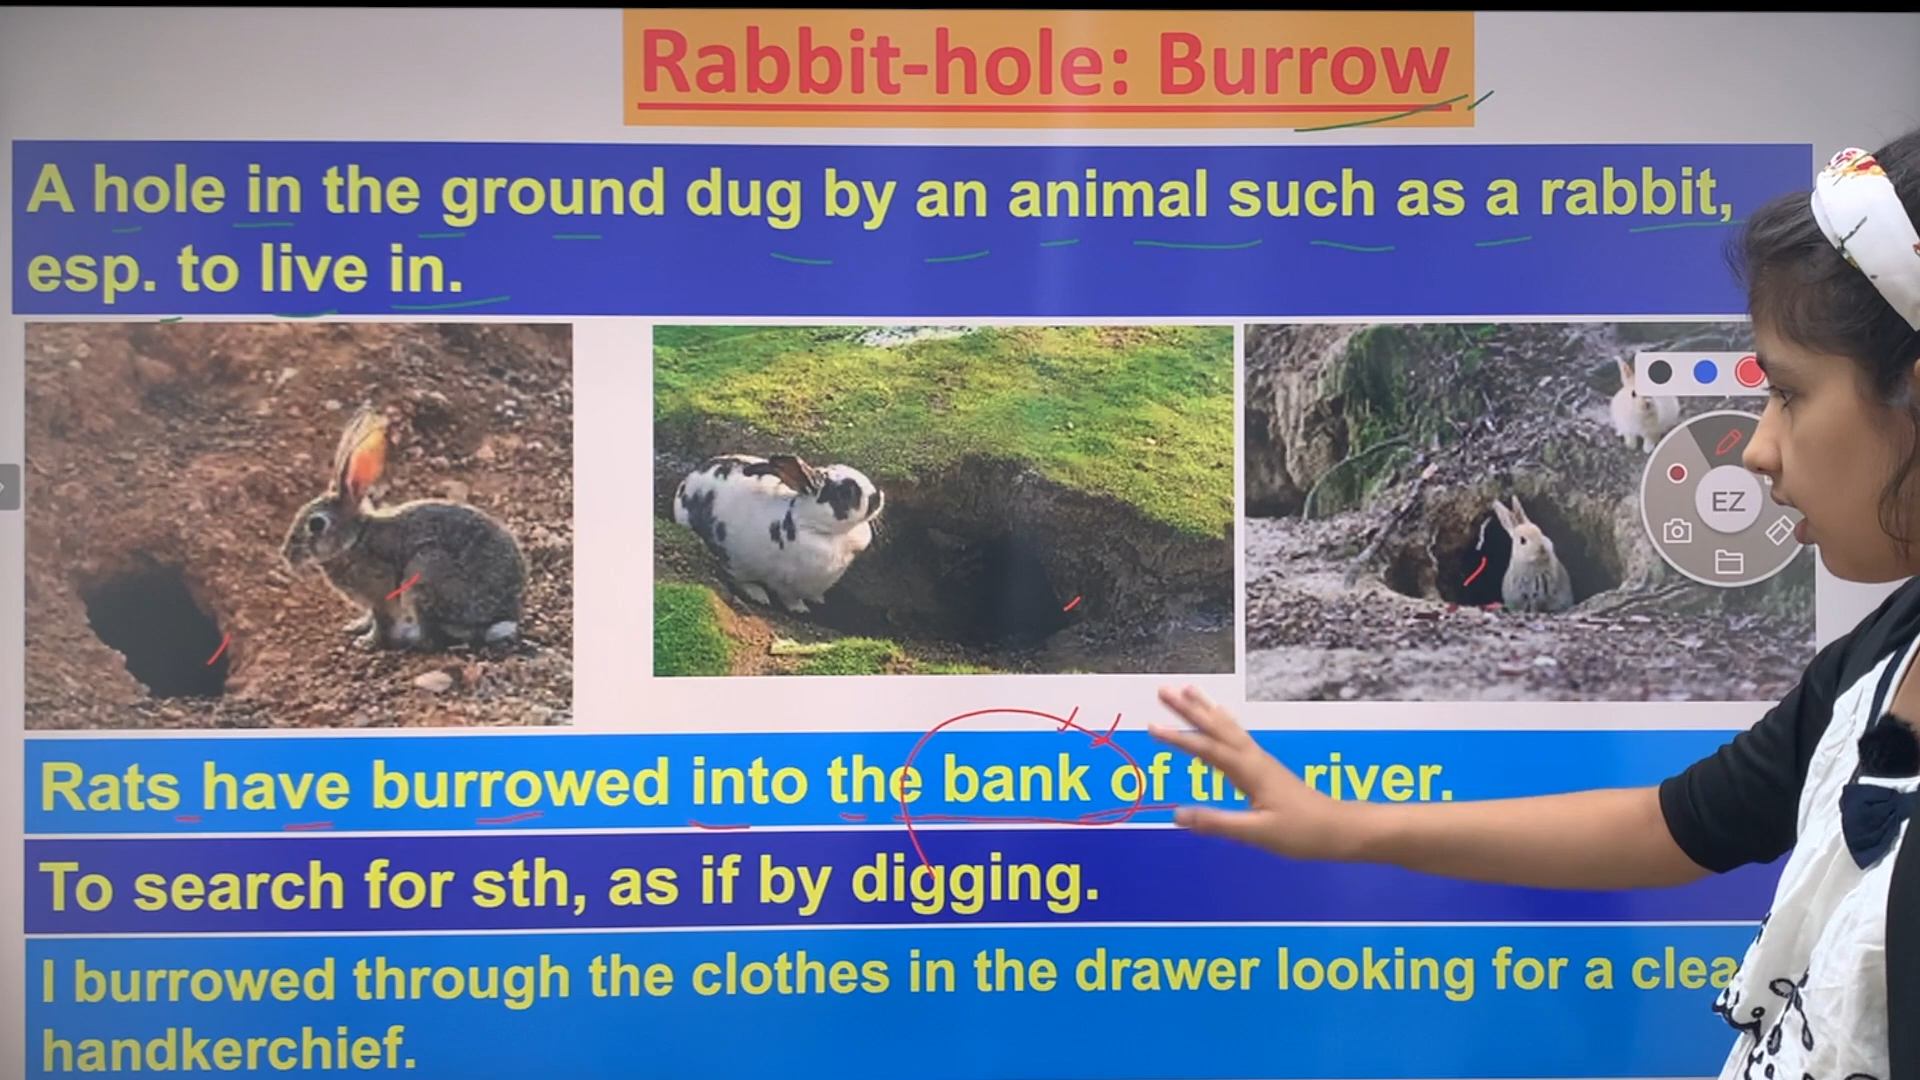 Rabbit-hole: Burrow
A hole in the ground dug by an animal such as a rabbit,
esp. to live in.
EZ
Rats have burrowed into the bank of river.
To search for sth, as if by digging.
I burrowed through the clothes in the drawer looking for a
handkerchief.